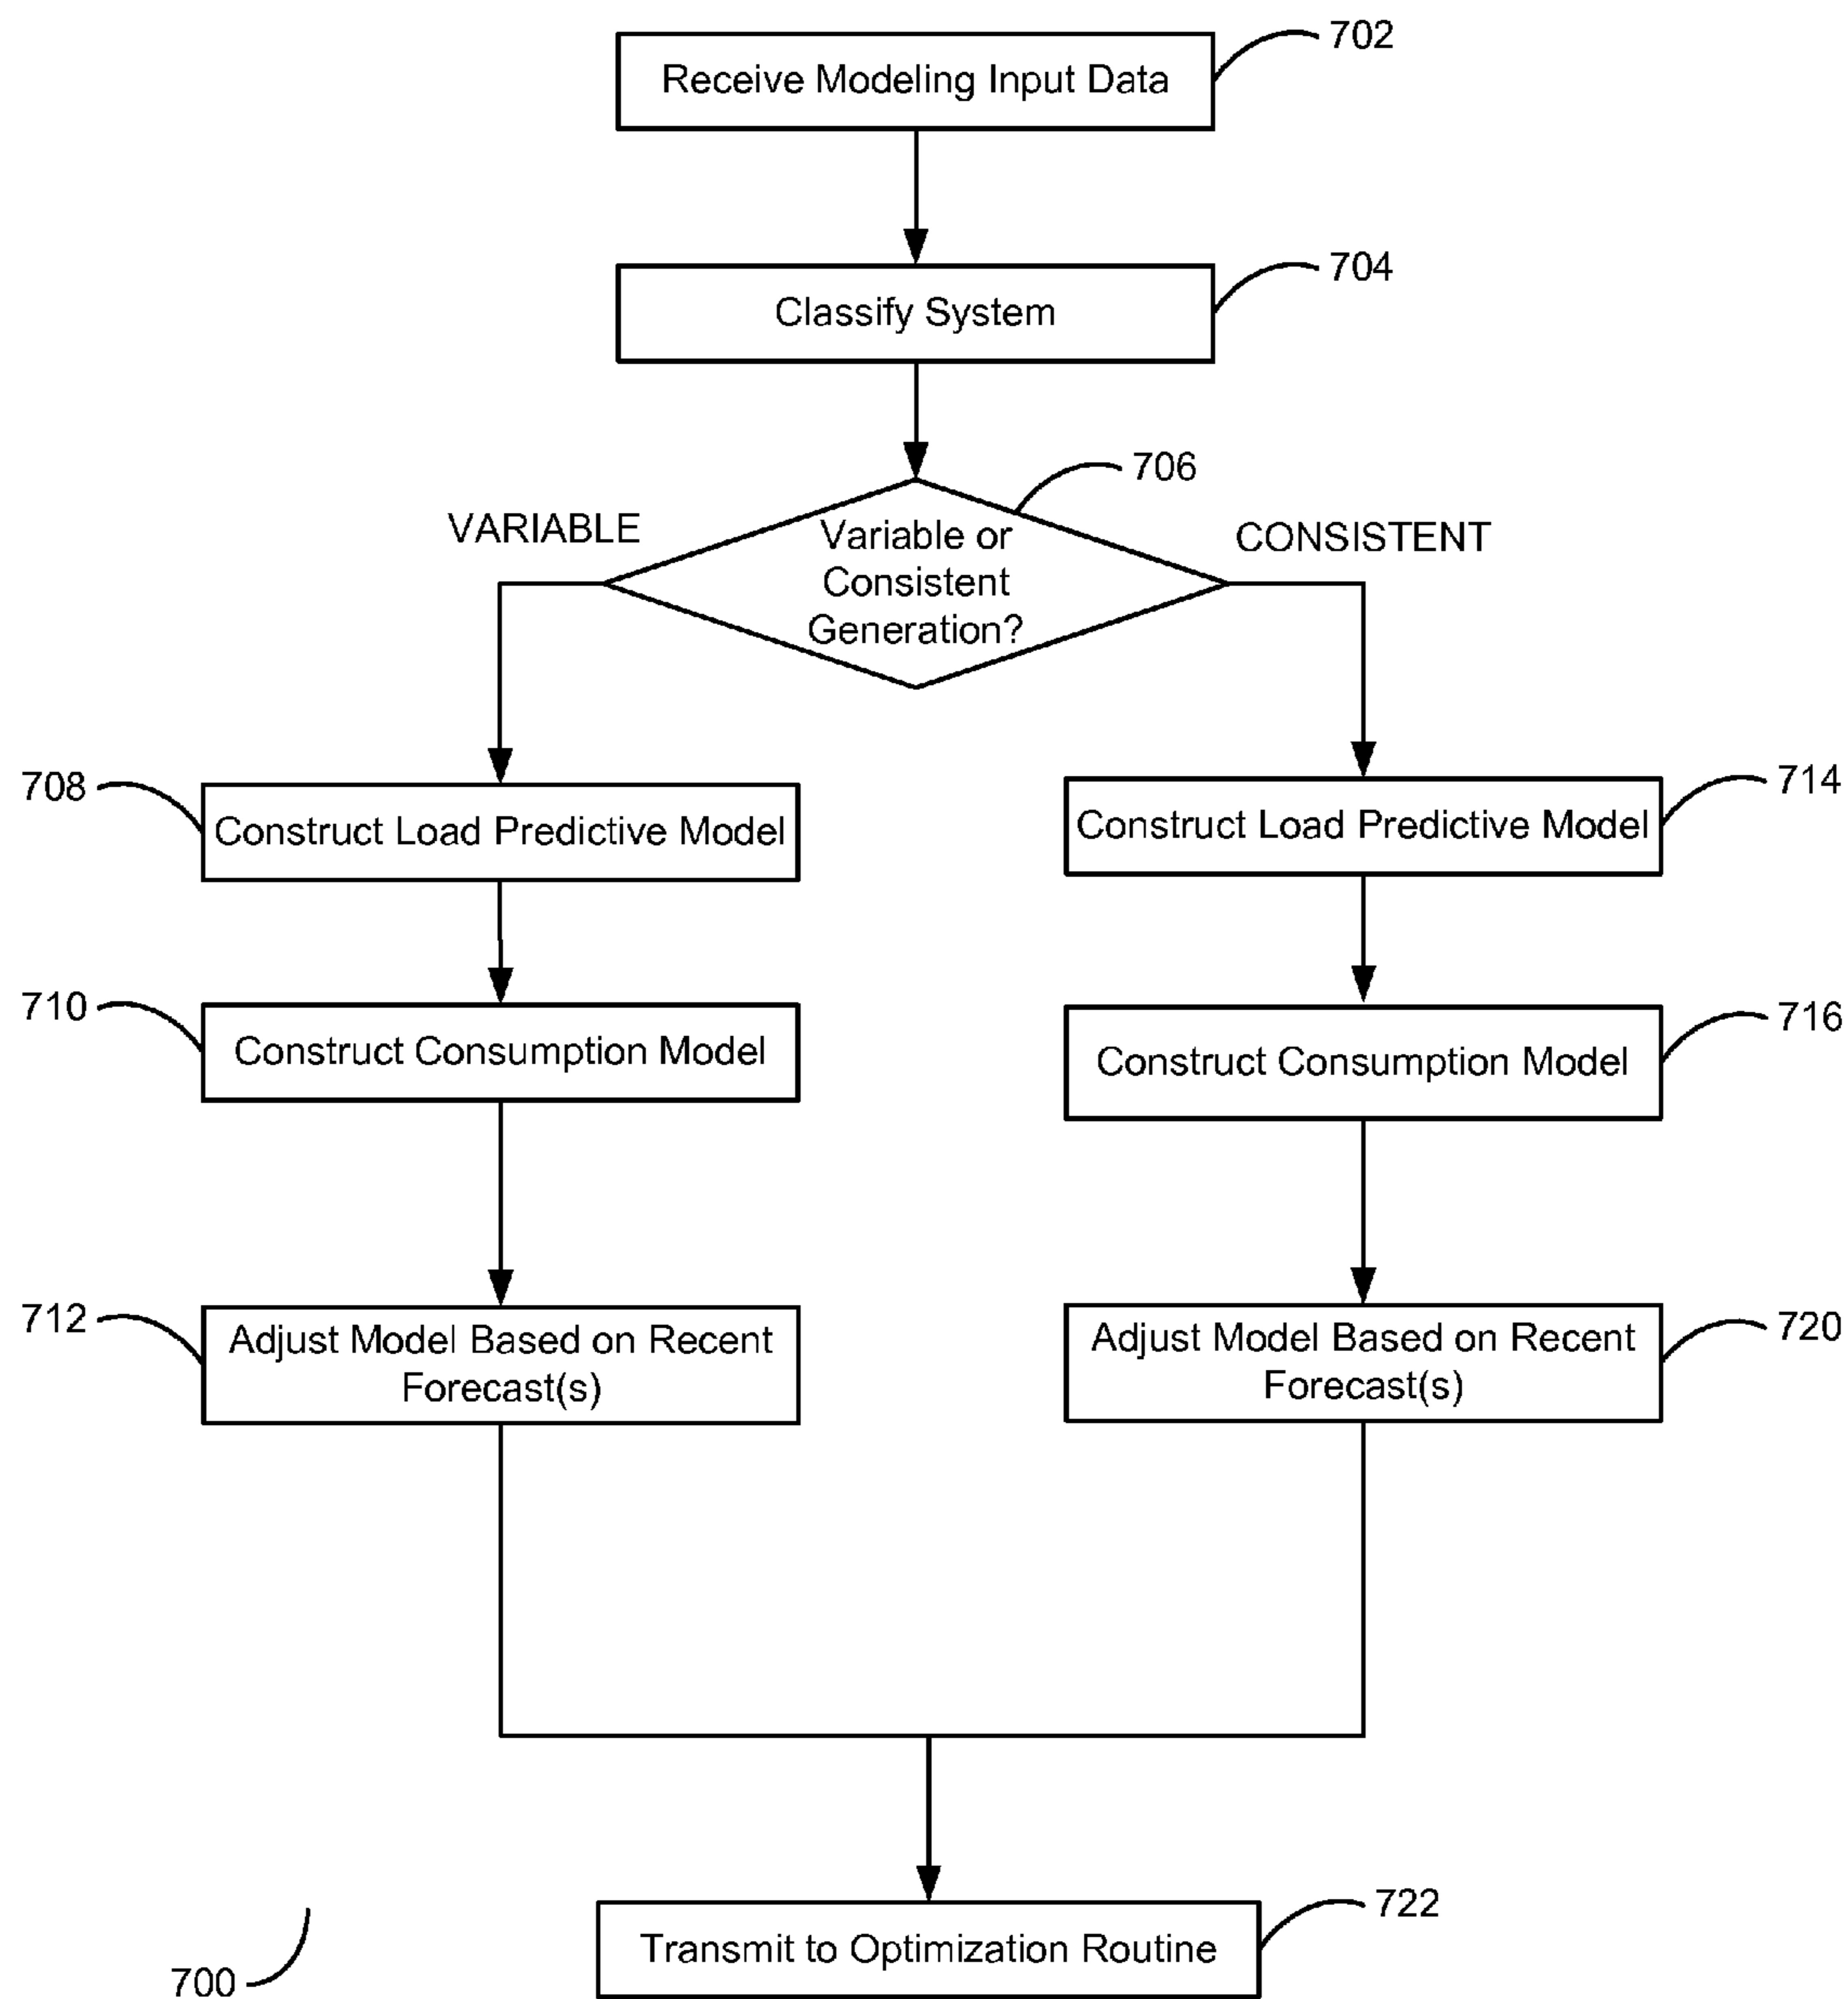 702
Receive Modeling Input Data
704
Classify System
706
VARIABLE
Variable or
Consistent
Generation?
CONSISTENT
708
Construct Load Predictive Model
714
Construct Load Predictive Model
710
Construct Consumption Model
716
Construct Consumption Model
712
Adjust Model Based on Recent
Forecast(s)
720
Adjust Model Based on Recent
Forecast(s)
722
Transmit to Optimization Routine
700